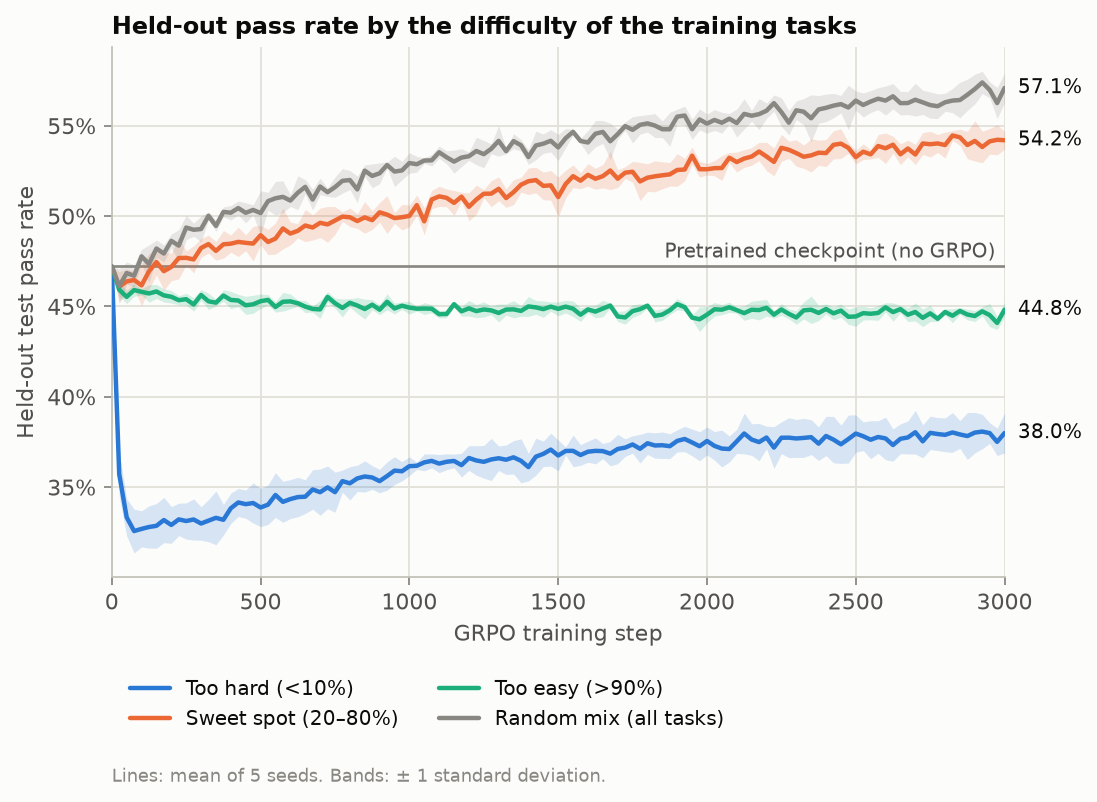 Held-out pass rate by the difficulty of the training tasks
Held-out test pass rate
55%
50%
45%
40%
35%
57.1%
54.2%
Pretrained checkpoint (no GRPO)
44.8%
38.0%
0 500 1000 1500 2000 2500 3000
GRPO training step
Too hard (<10%) Too easy (>90%)
Sweet spot (20–80%) Random mix (all tasks)
Lines: mean of 5 seeds. Bands: ± 1 standard deviation.